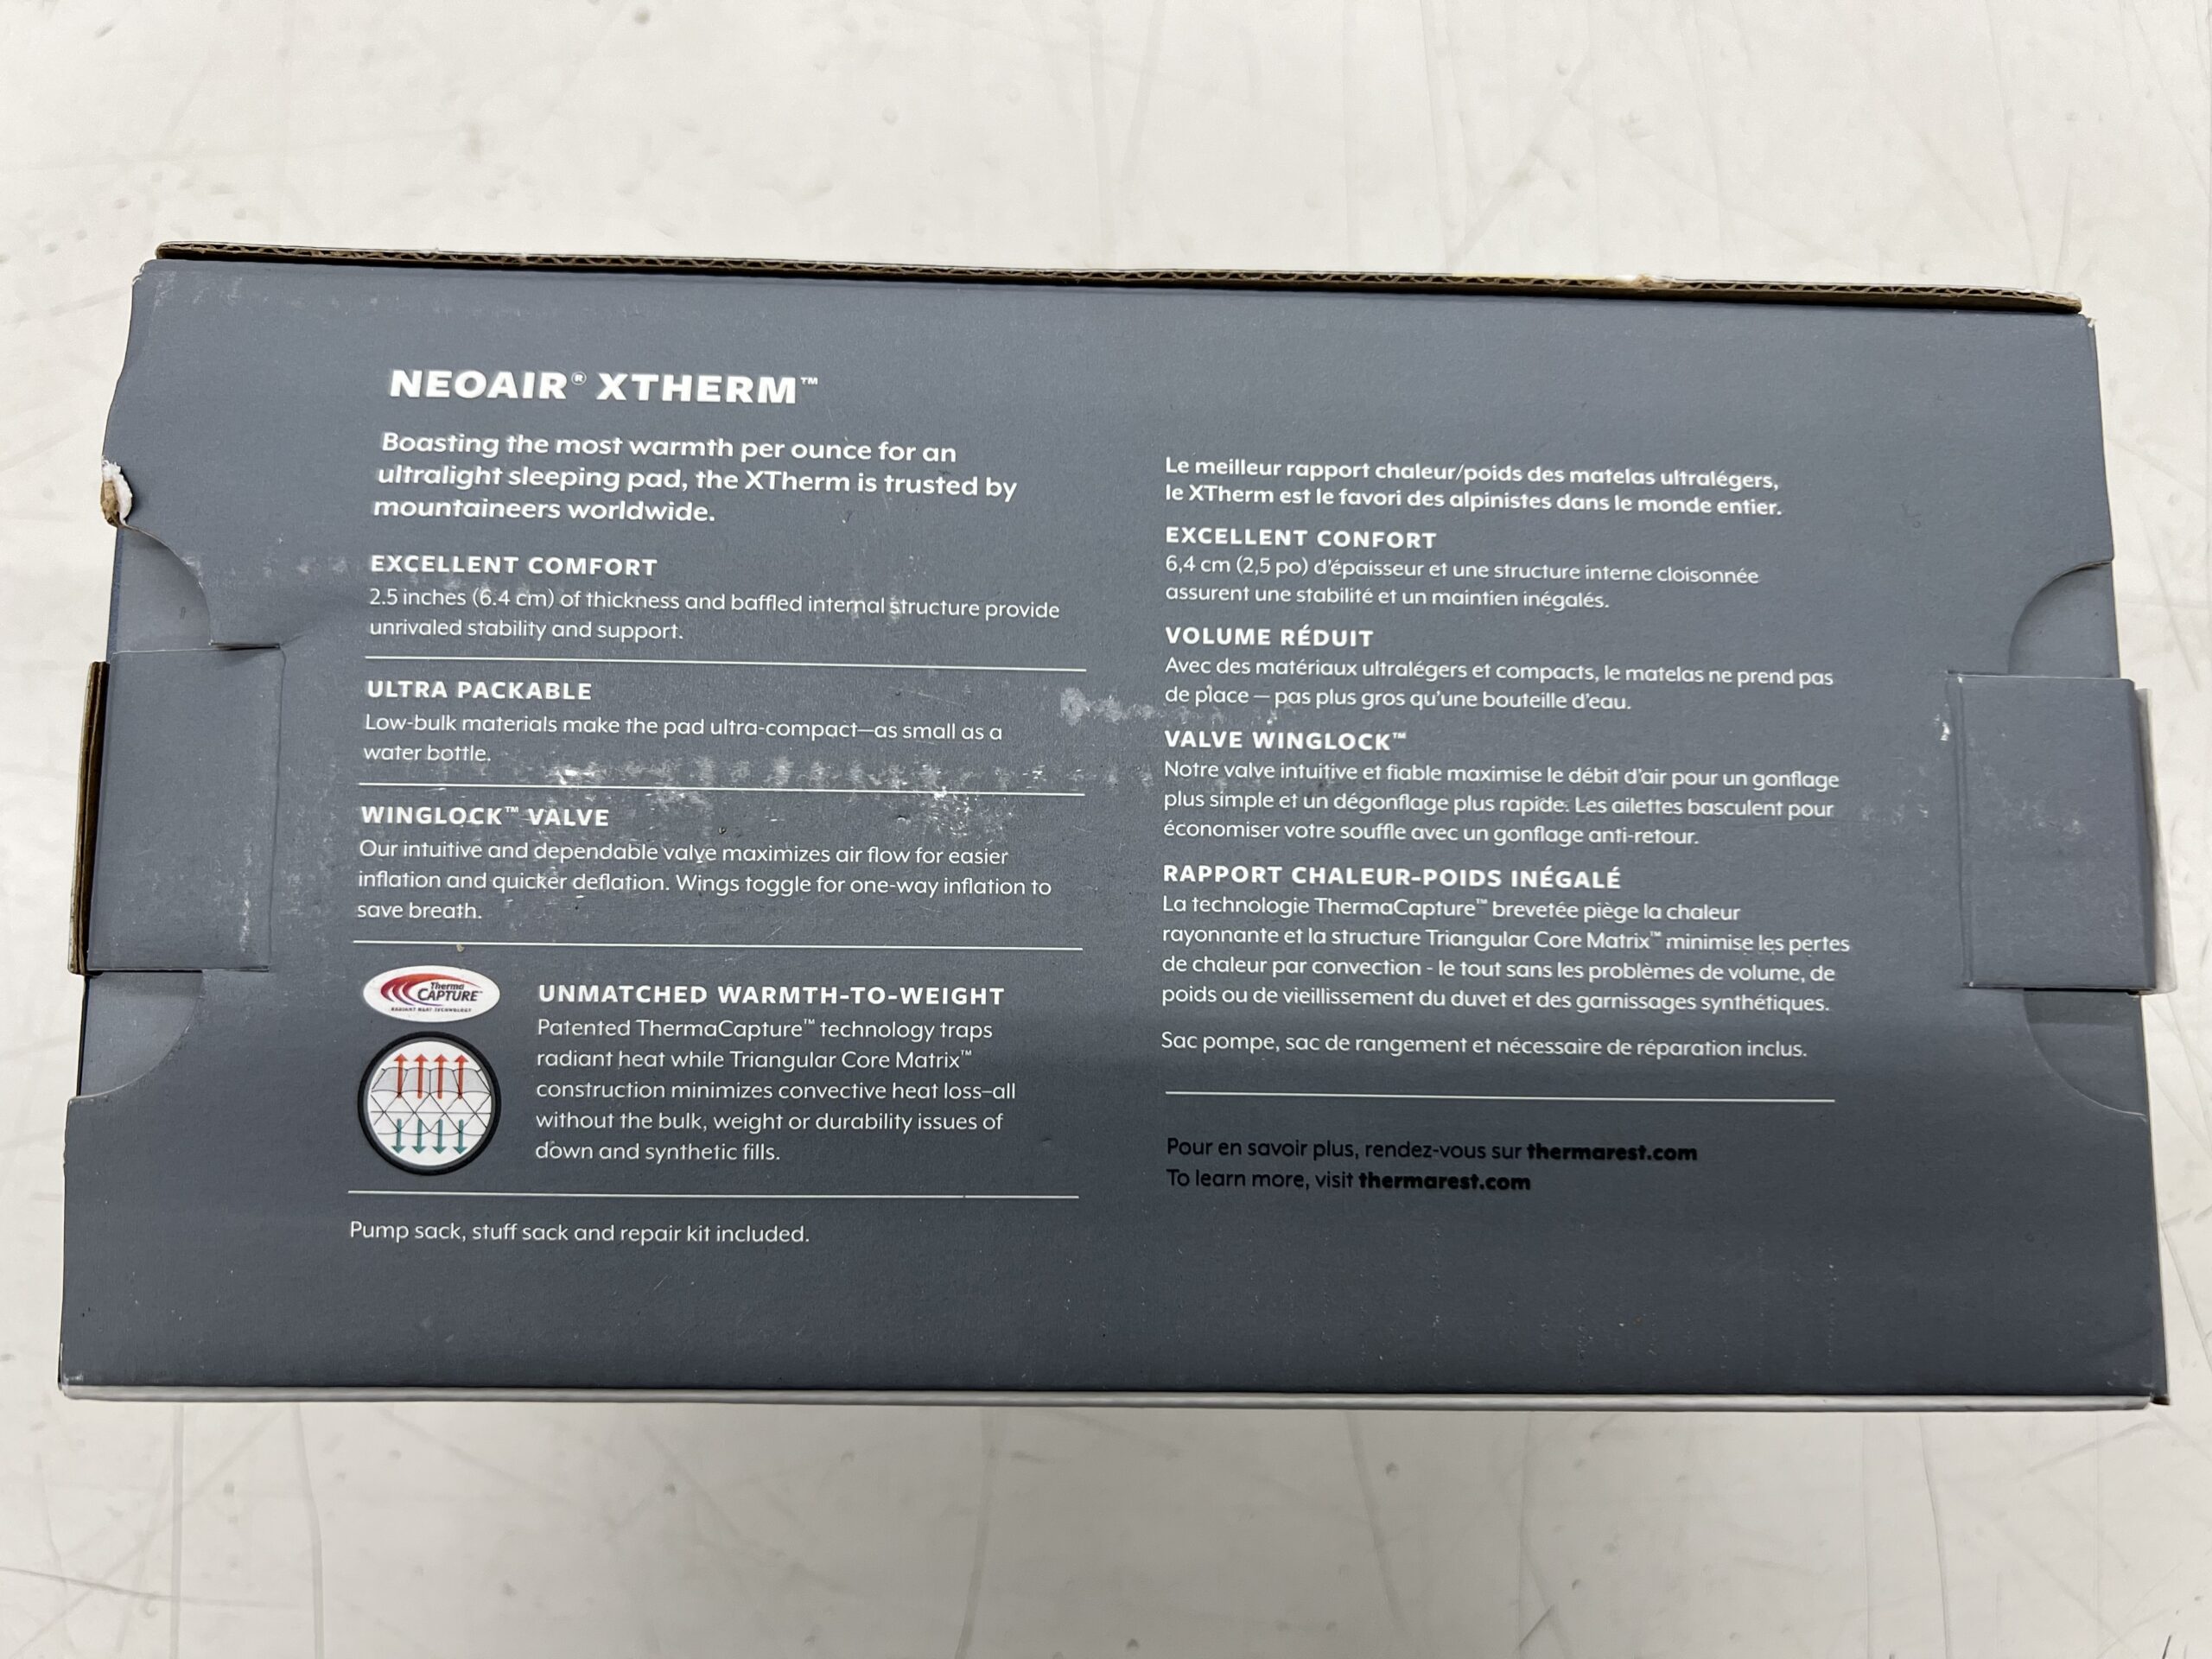 NEOAIR® XTHERM™
Boasting the most warmth per ounce for an
ultralight sleeping pad, the XTherm is trusted by
mountaineers worldwide.
EXCELLENT COMFORT
2.5 inches (6.4 cm) of thickness and baffled internal structure provide
unrivaled stability and support.
ULTRA PACKABLE
Low-bulk materials make the pad ultra-compact—as small as a
water bottle.
WINGLOCK™ VALVE
Our intuitive and dependable valve maximizes air flow for easier
inflation and quicker deflation. Wings toggle for one-way inflation to
save breath.
Therma
CAPTURE™
RADIANT HEAT TECHNOLOGY
UNMATCHED WARMTH-TO-WEIGHT
Patented ThermaCapture™ technology traps
radiant heat while Triangular Core Matrix™
construction minimizes convective heat loss–all
without the bulk, weight or durability issues of
down and synthetic fills.
Pump sack, stuff sack and repair kit included.
Le meilleur rapport chaleur/poids des matelas ultralégers,
le XTherm est le favori des alpinistes dans le monde entier.
EXCELLENT CONFORT
6,4 cm (2,5 po) d'épaisseur et une structure interne cloisonnée
assurent une stabilité et un maintien inégalés.
VOLUME RÉDUIT
Avec des matériaux ultralégers et compacts, le matelas ne prend pas
de place — pas plus gros qu'une bouteille d'eau.
VALVE WINGLOCK™
Notre valve intuitive et fiable maximise le débit d'air pour un gonflage
plus simple et un dégonflage plus rapide. Les ailettes basculent pour
économiser votre souffle avec un gonflage anti-retour.
RAPPORT CHALEUR-POIDS INÉGALÉ
La technologie ThermaCapture™ brevetée piège la chaleur
rayonnante et la structure Triangular Core Matrix™ minimise les pertes
de chaleur par convection - le tout sans les problèmes de volume, de
poids ou de vieillissement du duvet et des garnissages synthétiques.
Sac pompe, sac de rangement et nécessaire de réparation inclus.
Pour en savoir plus, rendez-vous sur thermarest.com
To learn more, visit thermarest.com